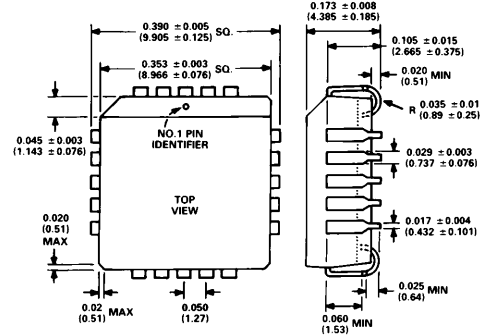 0.390 ±0.005 SQ.
(9.905 ±0.125)
0.353 ±0.003 SQ.
(8.966 ±0.076)
0.045 ±0.003
(1.143 ±0.076)
NO.1 PIN
IDENTIFIER
TOP
VIEW
0.020
(0.51)
MAX
0.02 MAX
(0.51)
0.050
(1.27)
0.173 ±0.008
(4.385 ±0.185)
0.105 ±0.015
(2.665 ±0.375)
0.020 MIN
(0.51)
R 0.035 ±0.01
(0.89 ±0.25)
0.029 ±0.003
(0.737 ±0.076)
0.017 ±0.004
(0.432 ±0.101)
0.025 MIN
(0.64)
0.060 MIN
(1.53)